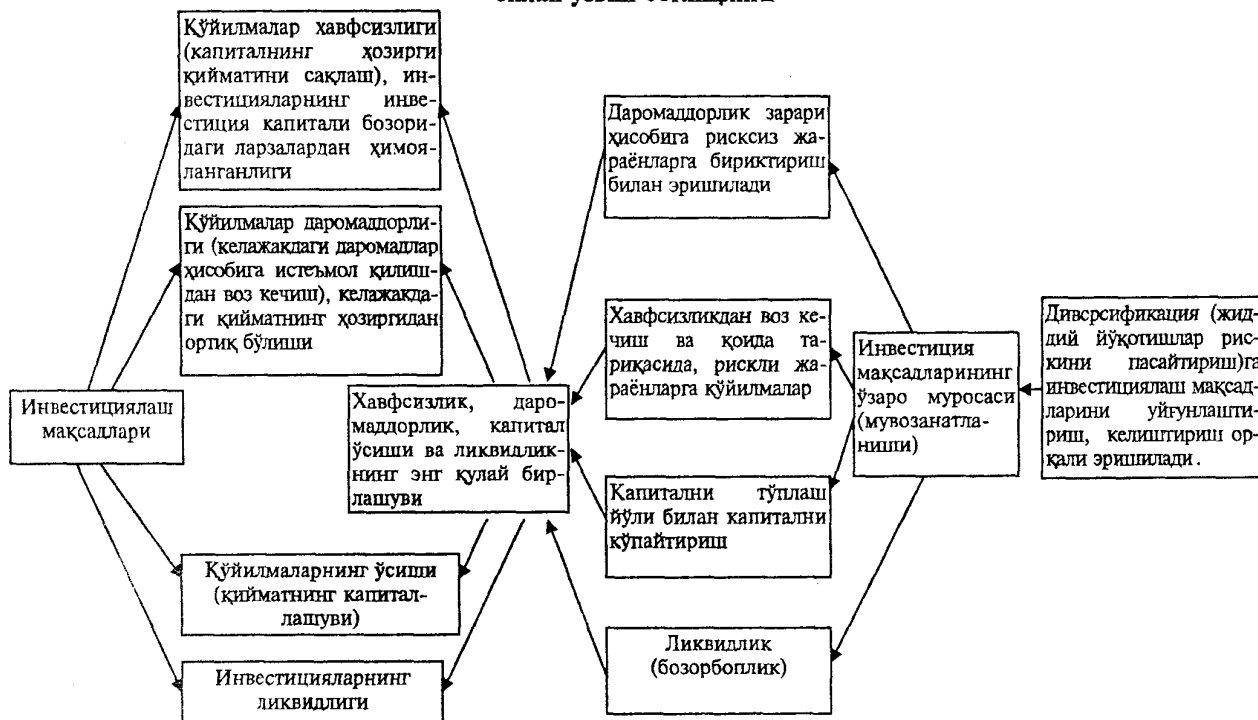 Қўйилмалар хавфсизлиги
(капиталнинг ҳозирги
қийматини сақлаш), ин-
вестицияларнинг инве-
стиция капитали бозори-
даги ларзалардан ҳимоя-
ланганлиги
Қўйилмалар даромаддорли-
ги (келажакдаги даромадлар
ҳисобига истеъмол қилиш-
дан воз кечиш), келажакда-
ги қийматнинг ҳозиргидан
ортиқ бўлиши
Инвестициялаш
мақсадлари
Қўйилмаларнинг ўсиши
(қийматнинг капитал-
лашуви)
Инвестицияларнинг
ликвидлиги
Хавфсизлик, даро-
маддорлик, капитал
ўсиши ва ликвидлик-
нинг энг қулай бир-
лашуви
Даромаддорлик зарари
ҳисобига рисксиз жа-
раёнларга бириктириш
билан эришилади
Хавфсизликдан воз ке-
чиш ва қоида та-
риқасида, рискли жа-
раёнларга қўйилмалар
Капитални тўплаш
йўли билан капитални
кўпайтириш
Ликвидлик
(бозорбоплик)
Инвестиция
мақсадларининг
ўзаро муросаси
(мувозанатла-
ниши)
Диверсификация (жид-
дий йўқотишлар рис-
кини пасайтириш)га
инвестициялаш мақсад-
ларини уйғунлашти-
риш, келиштириш ор-
қали эришилади.